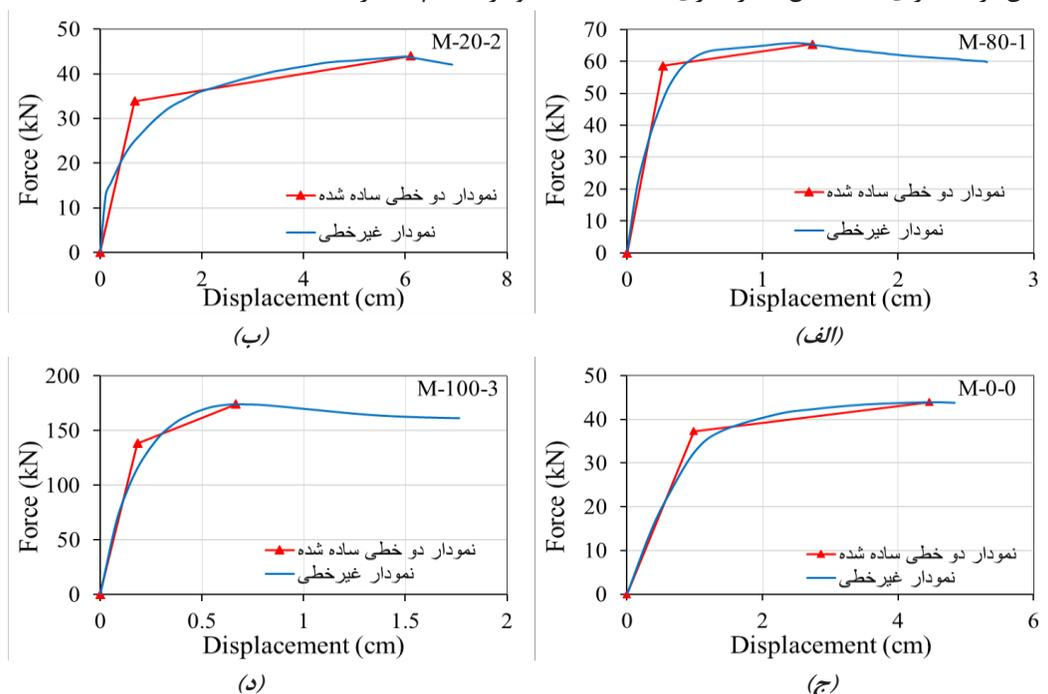 M-80-1
Force (kN)
70
60
50
40
30
20
10
0
نمودار دو خطی ساده شده
نمودار غیرخطی
0 1 2 3
Displacement (cm)
(الف)
M-20-2
Force (kN)
50
40
30
20
10
0
نمودار دو خطی ساده شده
نمودار غیرخطی
0 2 4 6 8
Displacement (cm)
(ب)
M-0-0
Force (kN)
50
40
30
20
10
0
نمودار دو خطی ساده شده
نمودار غیرخطی
0 2 4 6
Displacement (cm)
(ج)
M-100-3
Force (kN)
200
150
100
50
0
نمودار دو خطی ساده شده
نمودار غیرخطی
0 0.5 1 1.5 2
Displacement (cm)
(د)